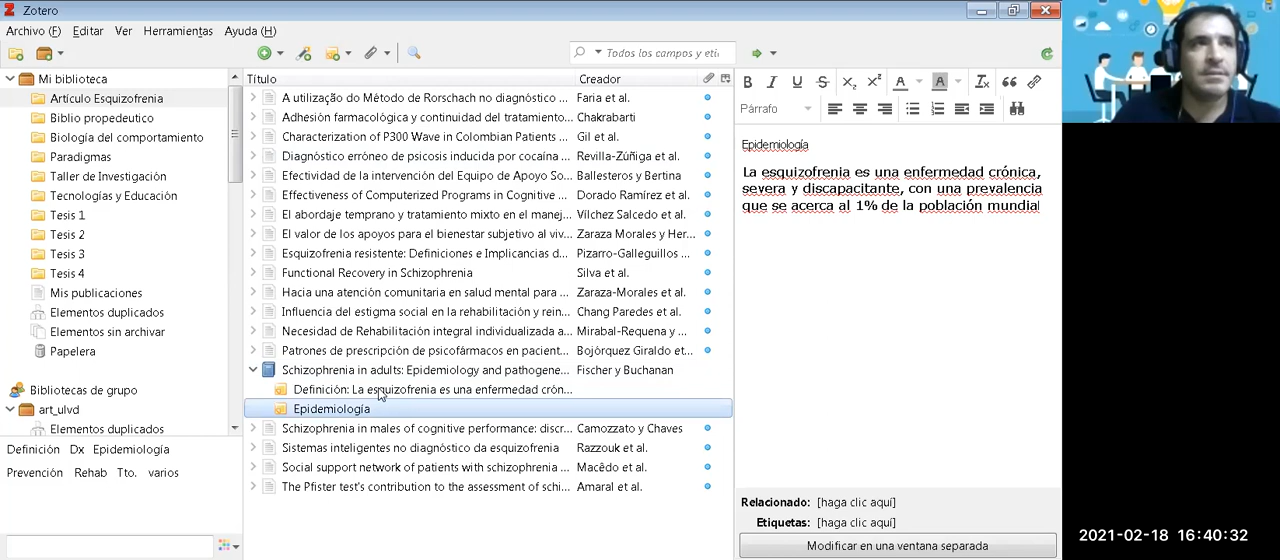 Zotero
Archivo (F) Editar Ver Herramientas Ayuda (H)
Todos los campos y eti
Mi biblioteca
Artículo Esquizofrenia
Biblio propedeutico
Biología del comportamiento
Paradigmas
Taller de Investigación
Tecnologías y Educación
Tesis 1
Tesis 2
Tesis 3
Tesis 4
Mis publicaciones
Elementos duplicados
Elementos sin archivar
Papelera
Bibliotecas de grupo
art_ulvd
Elementos duplicados
Definición Dx Epidemiología
Prevención Rehab Tto. varios
Título Creador
A utilização do Método de Rorschach no diagnóstico ... Faria et al.
Adhesión farmacológica y continuidad del tratamiento... Chakrabarti
Characterization of P300 Wave in Colombian Patients ... Gil et al.
Diagnóstico erróneo de psicosis inducida por cocaína ... Revilla-Zúñiga et al.
Efectividad de la intervención del Equipo de Apoyo So... Ballesteros y Bertina
Effectiveness of Computerized Programs in Cognitive ... Dorado Ramírez et al.
El abordaje temprano y tratamiento mixto en el manej... Vílchez Salcedo et al.
El valor de los apoyos para el bienestar subjetivo al viv... Zaraza Morales y Her...
Esquizofrenia resistente: Definiciones e Implicancias d... Pizarro-Galleguillos ...
Functional Recovery in Schizophrenia Silva et al.
Hacia una atención comunitaria en salud mental para ... Zaraza-Morales et al.
Influencia del estigma social en la rehabilitación y rein... Chang Paredes et al.
Necesidad de Rehabilitación integral individualizada a... Mirabal-Requena y ...
Patrones de prescripción de psicofármacos en pacient... Bojórquez Giraldo et...
Schizophrenia in adults: Epidemiology and pathogene... Fischer y Buchanan
Definición: La esquizofrenia es una enfermedad crón...
Epidemiología
Schizophrenia in males of cognitive performance: discr... Camozzato y Chaves
Sistemas inteligentes no diagnóstico da esquizofrenia Razzouk et al.
Social support network of patients with schizophrenia ... Macêdo et al.
The Pfister test's contribution to the assessment of schi... Amaral et al.
B I U S X₂ X² A A Tx
Párrafo
Epidemiología
La esquizofrenia es una enfermedad crónica,
severa y discapacitante, con una prevalencia
que se acerca al 1% de la población mundial
Relacionado: [haga clic aquí]
Etiquetas: [haga clic aquí]
Modificar en una ventana separada
2021-02-18 16:40:32